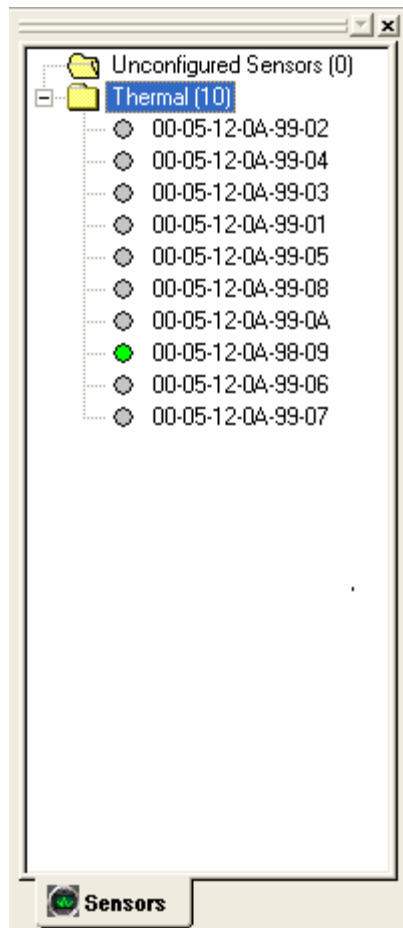 Unconfigured Sensors (0)
Thermal (10)
00-05-12-0A-99-02
00-05-12-0A-99-04
00-05-12-0A-99-03
00-05-12-0A-99-01
00-05-12-0A-99-05
00-05-12-0A-99-08
00-05-12-0A-99-0A
00-05-12-0A-98-09
00-05-12-0A-99-06
00-05-12-0A-99-07
Sensors